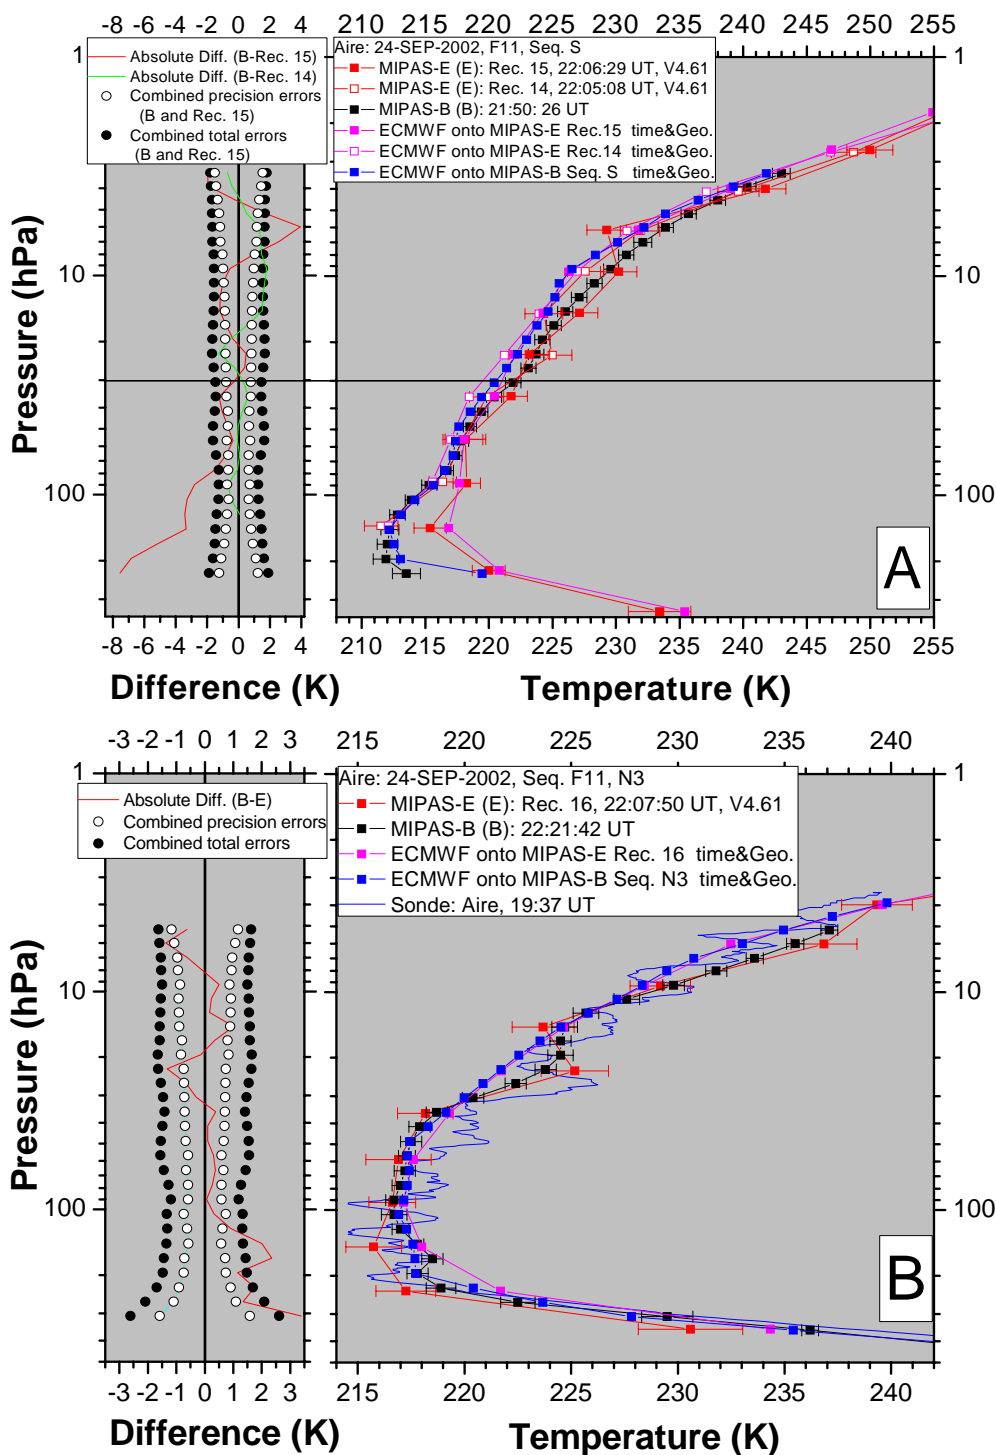 210 215 220 225 230 235 240 245 250 255
-8 -6 -4 -2 0 2 4
1
1
Absolute Diff. (B-Rec. 15)
Absolute Diff. (B-Rec. 14)
Combined precision errors
(B and Rec. 15)
Combined total errors
(B and Rec. 15)
Aire: 24-SEP-2002, F11, Seq. S
MIPAS-E (E): Rec. 15, 22:06:29 UT, V4.61
MIPAS-E (E): Rec. 14, 22:05:08 UT, V4.61
MIPAS-B (B): 21:50: 26 UT
ECMWF onto MIPAS-E Rec.15 time&Geo.
ECMWF onto MIPAS-E Rec.14 time&Geo.
ECMWF onto MIPAS-B Seq. S time&Geo.
Pressure (hPa)
10
10
100
100
A
-8 -6 -4 -2 0 2 4
210 215 220 225 230 235 240 245 250 255
Difference (K)
Temperature (K)
-3 -2 -1 0 1 2 3
215 220 225 230 235 240
1
1
Absolute Diff. (B-E)
Combined precision errors
Combined total errors
Aire: 24-SEP-2002, Seq. F11, N3
MIPAS-E (E): Rec. 16, 22:07:50 UT, V4.61
MIPAS-B (B): 22:21:42 UT
ECMWF onto MIPAS-E Rec. 16 time&Geo.
ECMWF onto MIPAS-B Seq. N3 time&Geo.
Sonde: Aire, 19:37 UT
Pressure (hPa)
10
10
100
100
B
-3 -2 -1 0 1 2 3
215 220 225 230 235 240
Difference (K)
Temperature (K)